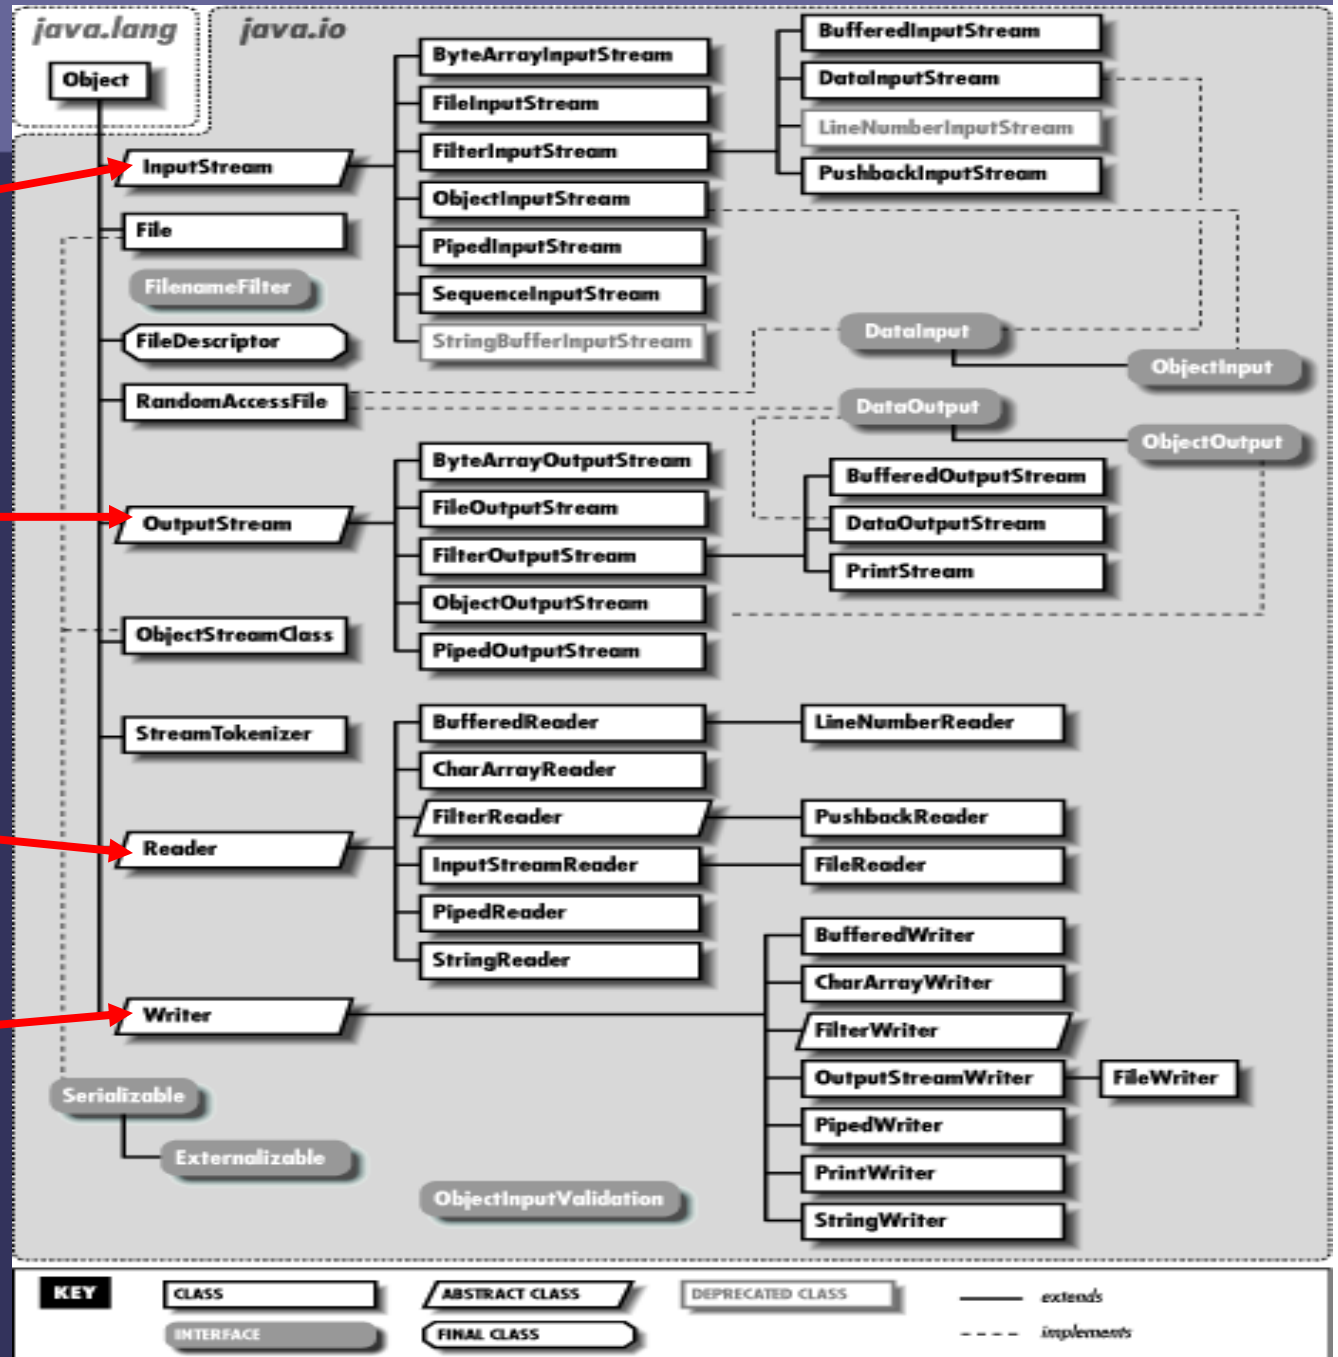 java.lang
java.io
Object
InputStream
File
FilenameFilter
FileDescriptor
RandomAccessFile
OutputStream
ObjectStreamClass
StreamTokenizer
Reader
Writer
Serializable
Externalizable
ByteArrayInputStream
FileInputStream
FilterInputStream
ObjectInputStream
PipedInputStream
SequenceInputStream
StringBufferInputStream
BufferedInputStream
DataInputStream
LineNumberInputStream
PushbackInputStream
DataInput
ObjectInput
DataOutput
ObjectOutput
ByteArrayOutputStream
FileOutputStream
FilterOutputStream
ObjectOutputStream
PipedOutputStream
BufferedOutputStream
DataOutputStream
PrintStream
BufferedReader
CharArrayReader
FilterReader
InputStreamReader
PipedReader
StringReader
LineNumberReader
PushbackReader
FileReader
BufferedWriter
CharArrayWriter
FilterWriter
OutputStreamWriter
PipedWriter
PrintWriter
StringWriter
FileWriter
ObjectInputValidation
KEY
CLASS
ABSTRACT CLASS
DEPRECATED CLASS
extends
INTERFACE
FINAL CLASS
implements